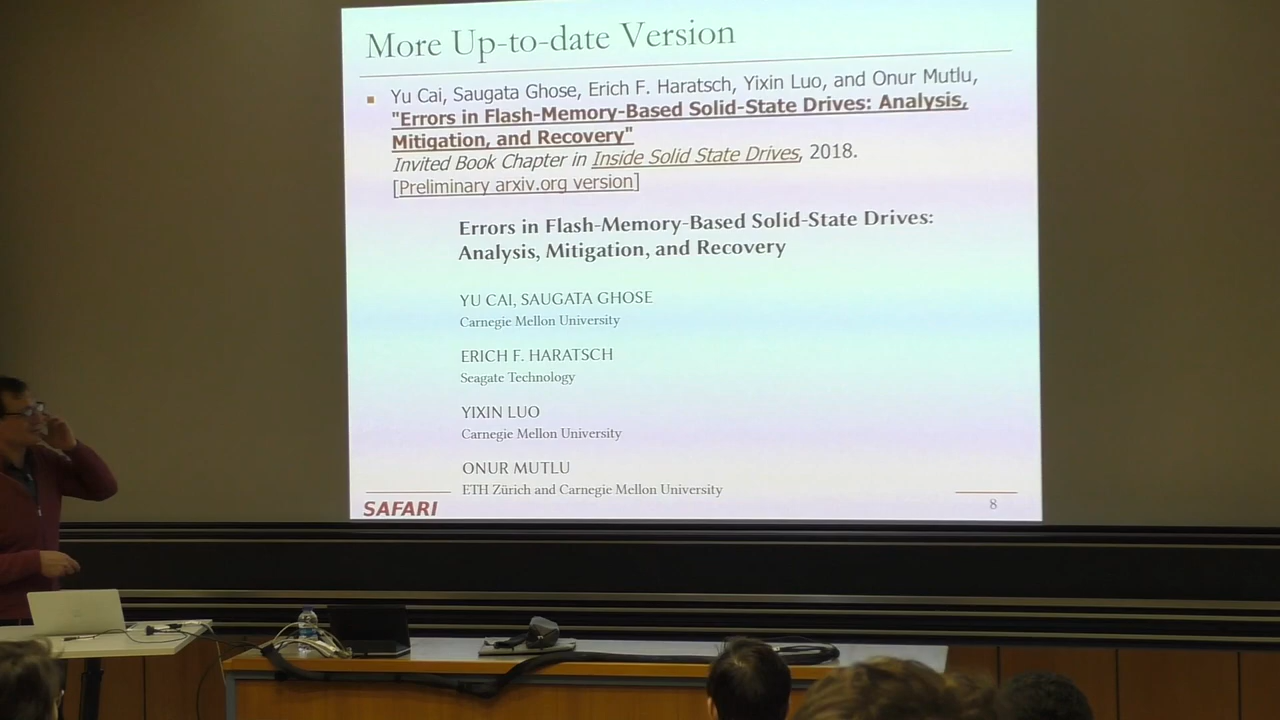 More Up-to-date Version
Yu Cai, Saugata Ghose, Erich F. Haratsch, Yixin Luo, and Onur Mutlu,
"Errors in Flash-Memory-Based Solid-State Drives: Analysis,
Mitigation, and Recovery"
Invited Book Chapter in Inside Solid State Drives, 2018.
[Preliminary arxiv.org version]
Errors in Flash-Memory-Based Solid-State Drives:
Analysis, Mitigation, and Recovery
YU CAI, SAUGATA GHOSE
Carnegie Mellon University
ERICH F. HARATSCH
Seagate Technology
YIXIN LUO
Carnegie Mellon University
ONUR MUTLU
ETH Zürich and Carnegie Mellon University
SAFARI
8